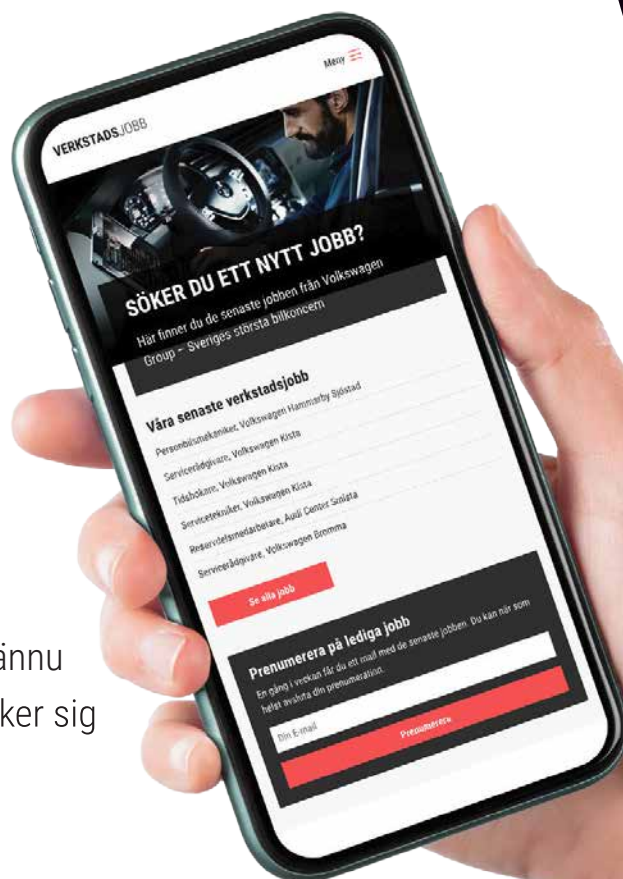 Meny
VERKSTADSJOBB
SÖKER DU ETT NYTT JOBB?
Här finner du de senaste jobben från Volkswagen
Group – Sveriges största bilkoncern
Våra senaste verkstadsjobb
Personbilsmekaniker, Volkswagen Hammarby Sjöstad
Servicerådgivare, Volkswagen Kista
Tidsbokare, Volkswagen Kista
Servicetekniker, Volkswagen Kista
Reservdelsmedarbetare, Audi Center Smista
Servicerådgivare, Volkswagen Bromma
Se alla jobb
Prenumerera på lediga jobb
En gång i veckan får du ett mail med de senaste jobben. Du kan när som
helst avsluta din prenumeration.
Din E-mail
Prenumerera
ännu
ker sig